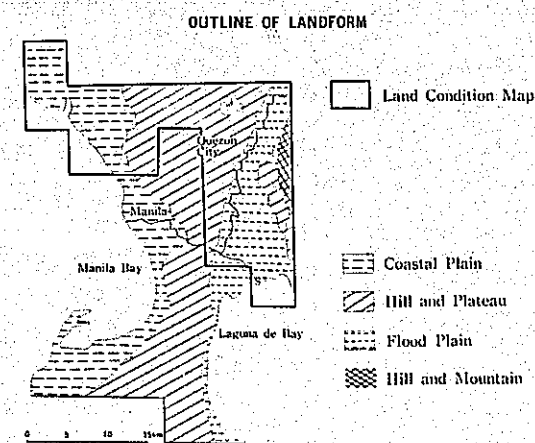 OUTLINE OF LANDFORM
Land Condition Map
Quezon
City
Manila
Manila Bay
Laguna de Bay
Coastal Plain
Hill and Plateau
Flood Plain
Hill and Mountain
0 5 10 15km